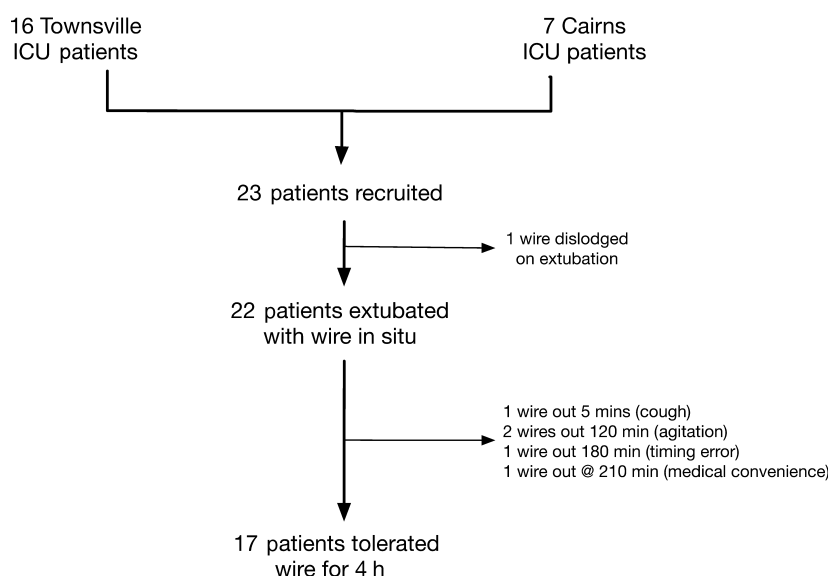 16 Townsville
ICU patients
7 Cairns
ICU patients
23 patients recruited
1 wire dislodged
on extubation
22 patients extubated
with wire in situ
1 wire out 5 mins (cough)
2 wires out 120 min (agitation)
1 wire out 180 min (timing error)
1 wire out @ 210 min (medical convenience)
17 patients tolerated
wire for 4 h